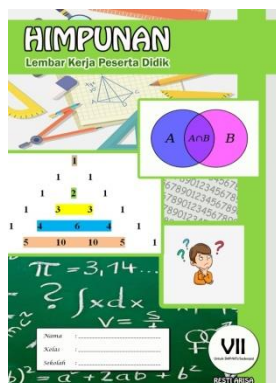 HIMPUNAN
Lembar Kerja Peserta Didik
A
A∩B
B
1
1 1
1 2 1
1 3 3 1
1 4 6 4 1
5 10 10 5 1
π = 3,14...
? ∫xdx
Nama :
Kelas :
Sekolah :
VII
RESTI ARISA